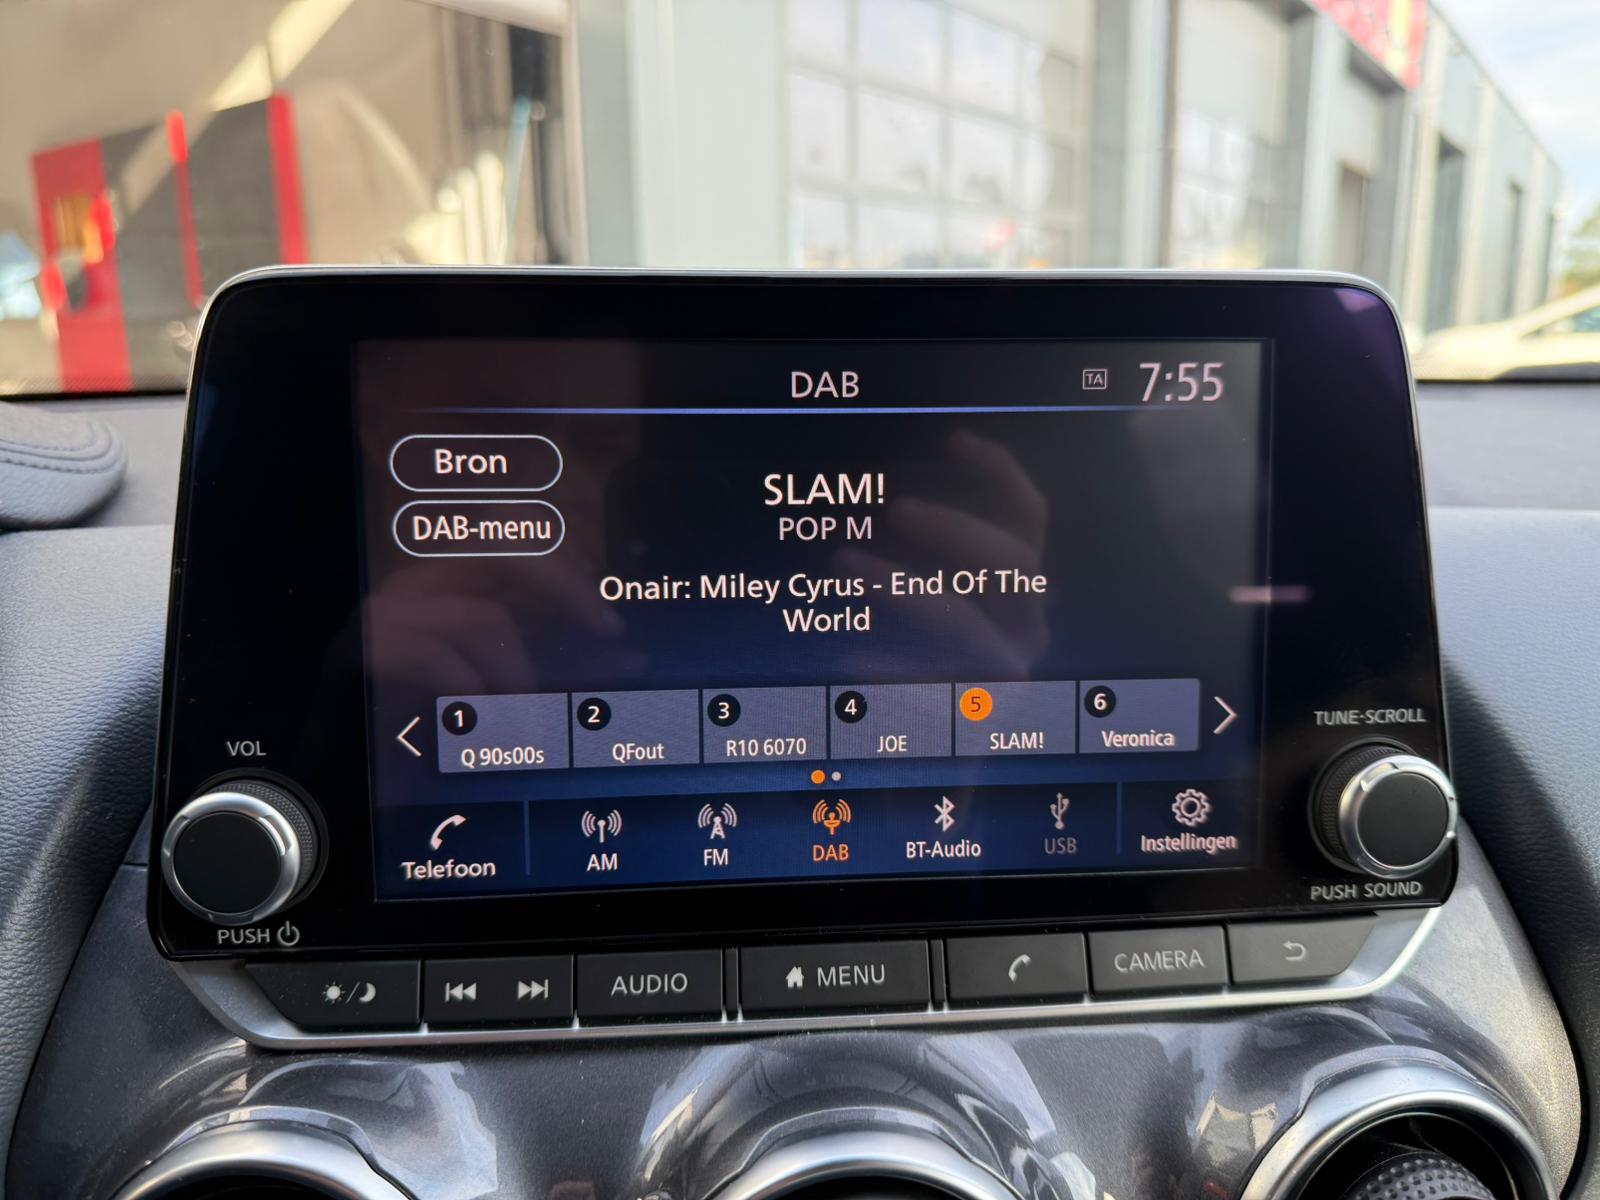 DAB
TA
7:55
Bron
DAB-menu
SLAM!
POP M
Onair: Miley Cyrus - End Of The
World
1
Q 90s00s
2
QFout
3
R10 6070
4
JOE
5
SLAM!
6
Veronica
Telefoon
AM
FM
DAB
BT-Audio
USB
Instellingen
VOL
PUSH
TUNE·SCROLL
PUSH SOUND
AUDIO
MENU
CAMERA